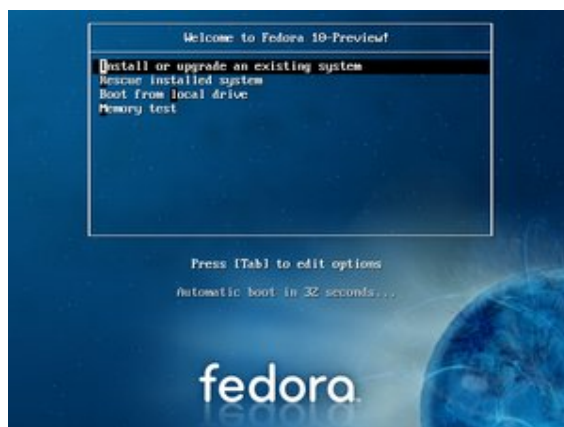 Welcome to Fedora 10-Preview!
Install or upgrade an existing system
Rescue installed system
Boot from local drive
Memory test
Press [Tab] to edit options
Automatic boot in 32 seconds...
fedora